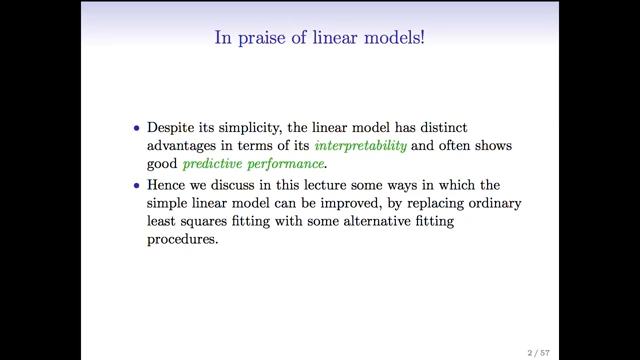 In praise of linear models!
• Despite its simplicity, the linear model has distinct
advantages in terms of its interpretability and often shows
good predictive performance.
• Hence we discuss in this lecture some ways in which the
simple linear model can be improved, by replacing ordinary
least squares fitting with some alternative fitting
procedures.
2 / 57